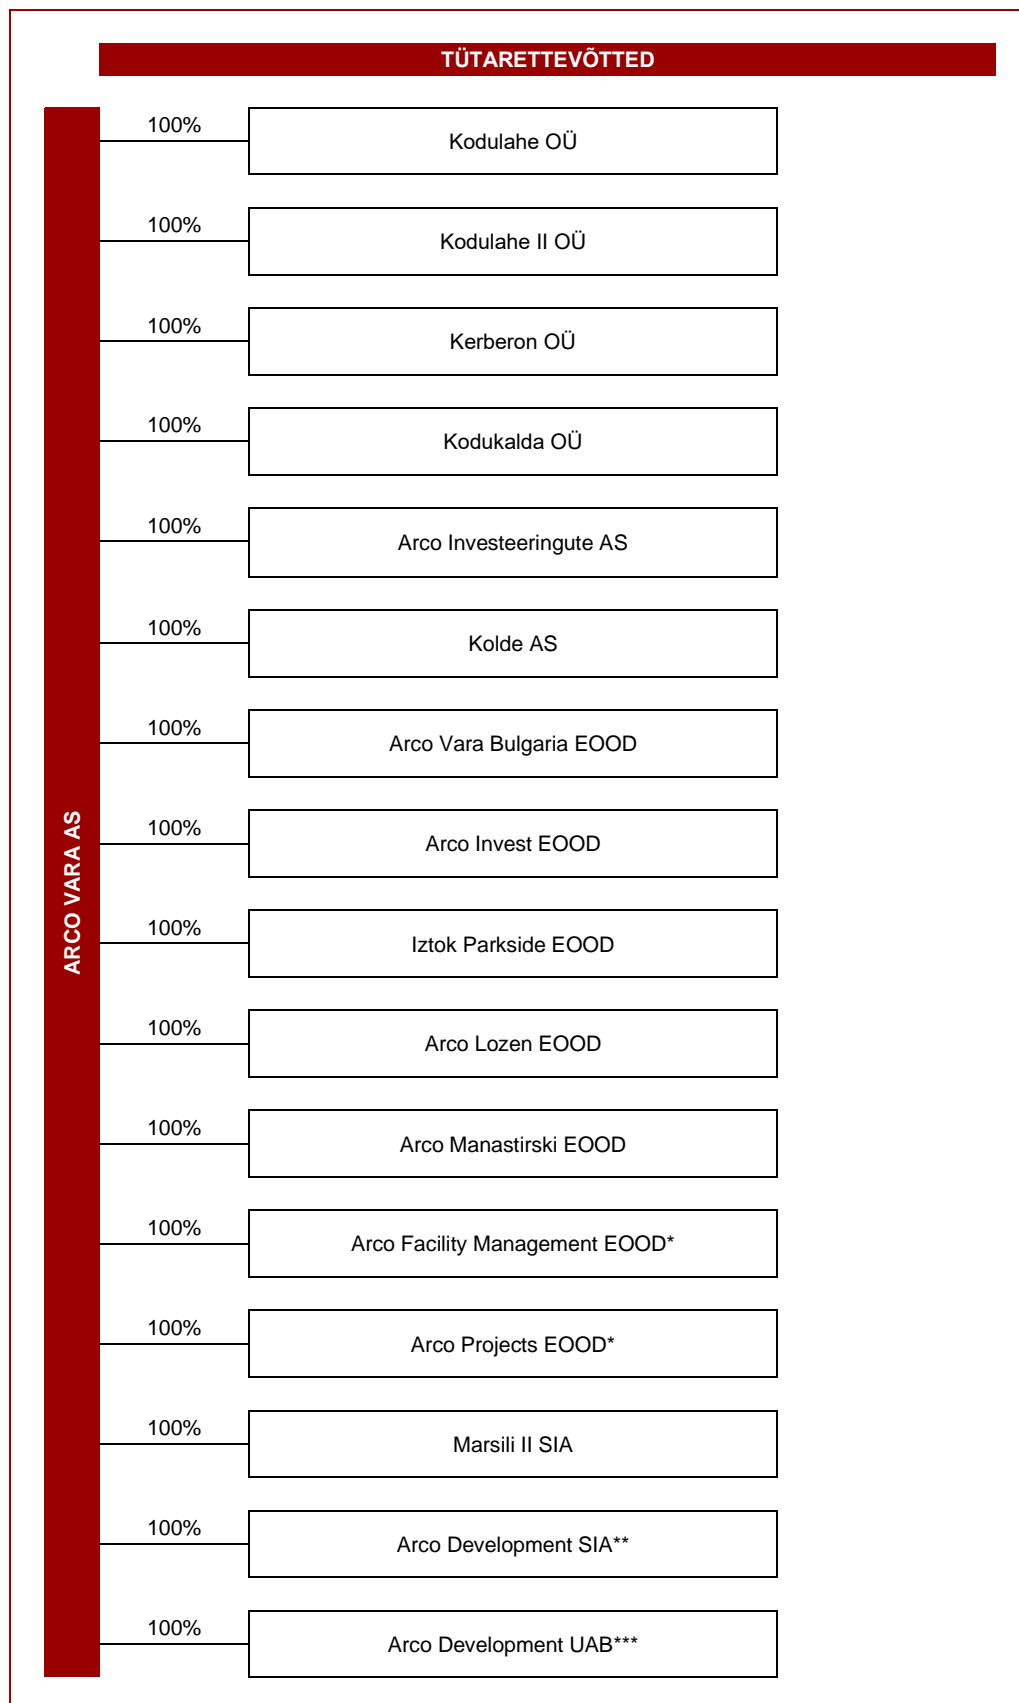 TÜTARETTEVÕTTED
ARCO VARA AS
100%
Kodulahe OÜ
100%
Kodulahe II OÜ
100%
Kerberon OÜ
100%
Kodukalda OÜ
100%
Arco Investeeringute AS
100%
Kolde AS
100%
Arco Vara Bulgaria EOOD
100%
Arco Invest EOOD
100%
Iztok Parkside EOOD
100%
Arco Lozen EOOD
100%
Arco Manastirski EOOD
100%
Arco Facility Management EOOD*
100%
Arco Projects EOOD*
100%
Marsili II SIA
100%
Arco Development SIA**
100%
Arco Development UAB***